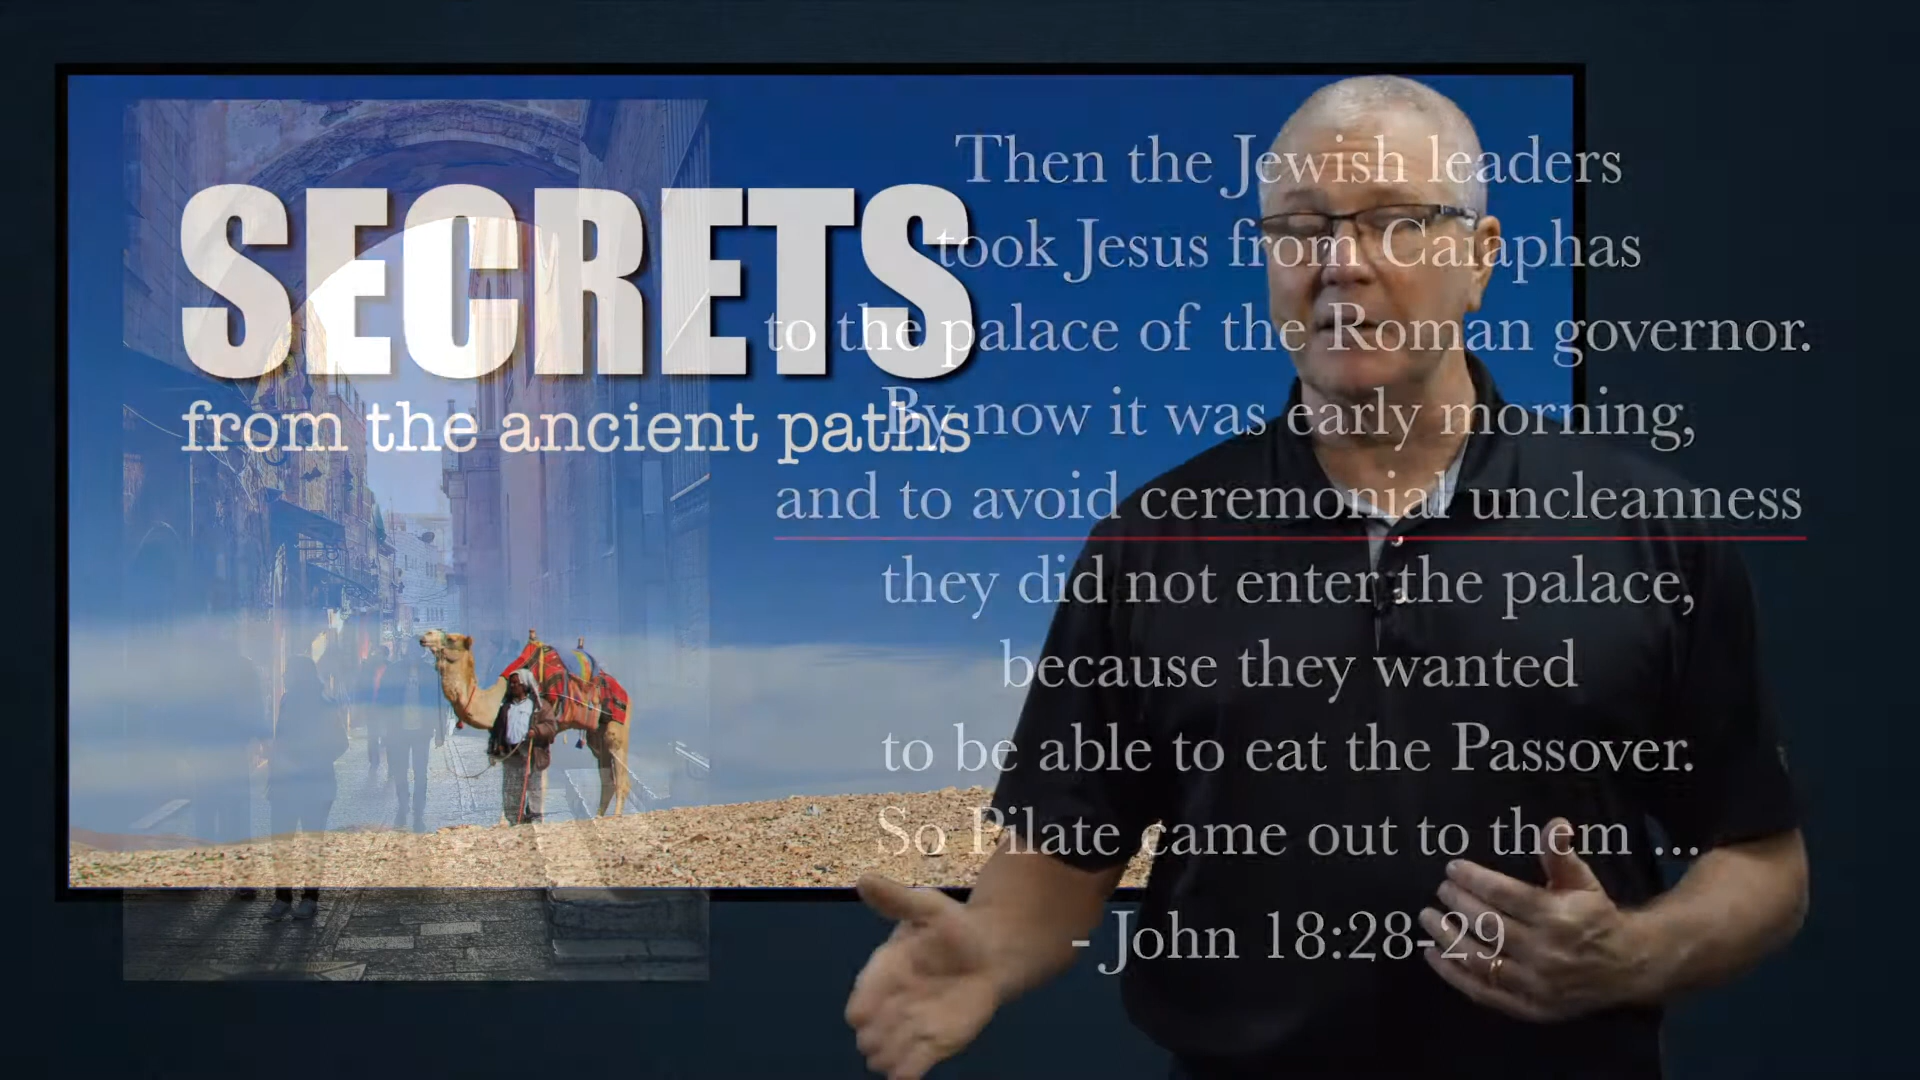 SECRETS
from the ancient paths
Then the Jewish leaders
took Jesus from Caiaphas
to the palace of the Roman governor.
By now it was early morning,
and to avoid ceremonial uncleanness
they did not enter the palace,
because they wanted
to be able to eat the Passover.
So Pilate came out to them ...
- John 18:28-29